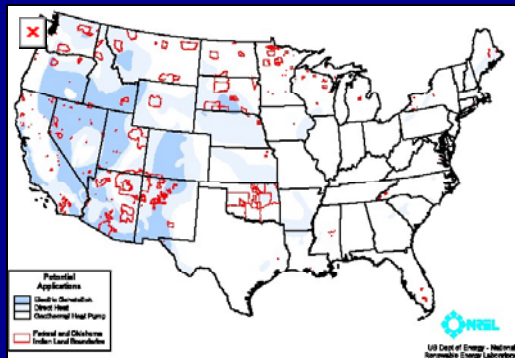 Potential
Applications
Electric Generation
Direct Heat
Geothermal Heat Pump
Federal and Oklahoma
Indian Land Boundaries
NREL
US Dept of Energy - National
Renewable Energy Laboratory